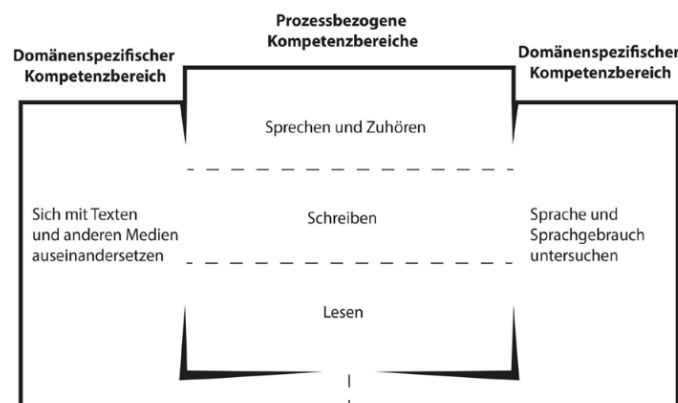 Prozessbezogene
Kompetenzbereiche
Domänenspezifischer
Kompetenzbereich
Domänenspezifischer
Kompetenzbereich
Sprechen und Zuhören
Sich mit Texten
und anderen Medien
auseinandersetzen
Schreiben
Sprache und
Sprachgebrauch
untersuchen
Lesen